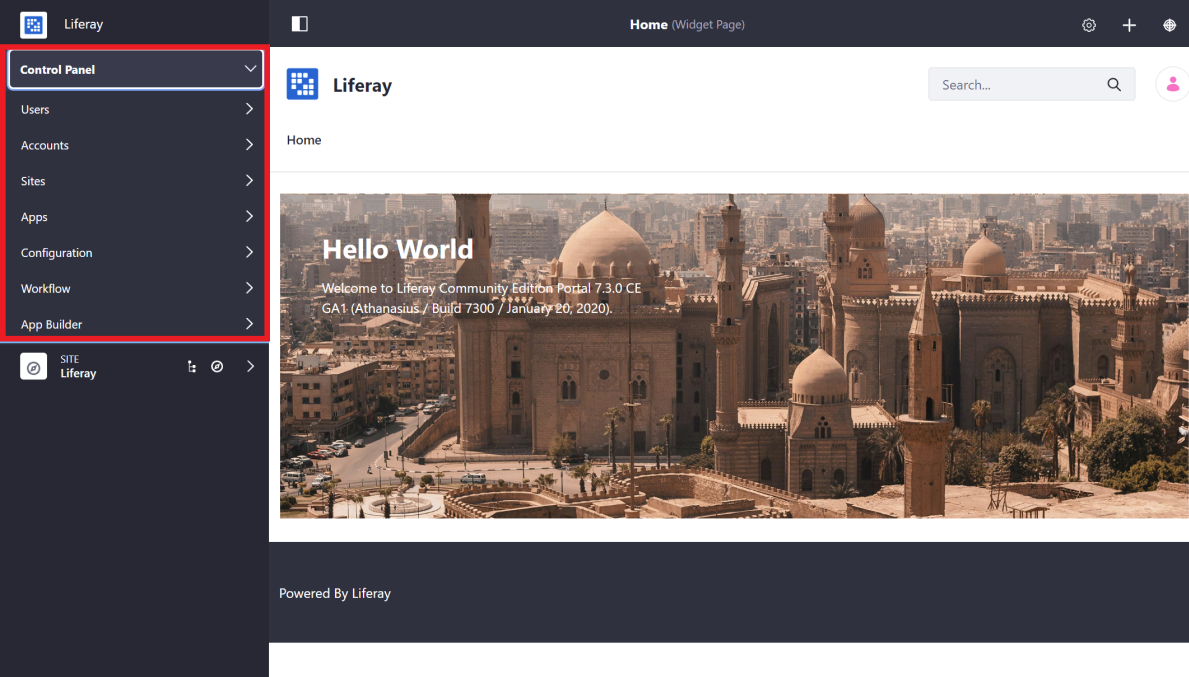 Liferay
Home (Widget Page)
Control Panel
Users
Accounts
Sites
Apps
Configuration
Workflow
App Builder
SITE
Liferay
Liferay
Search...
Home
Hello World
Welcome to Liferay Community Edition Portal 7.3.0 CE
GA1 (Athanasius / Build 7300 / January 20, 2020).
Powered By Liferay